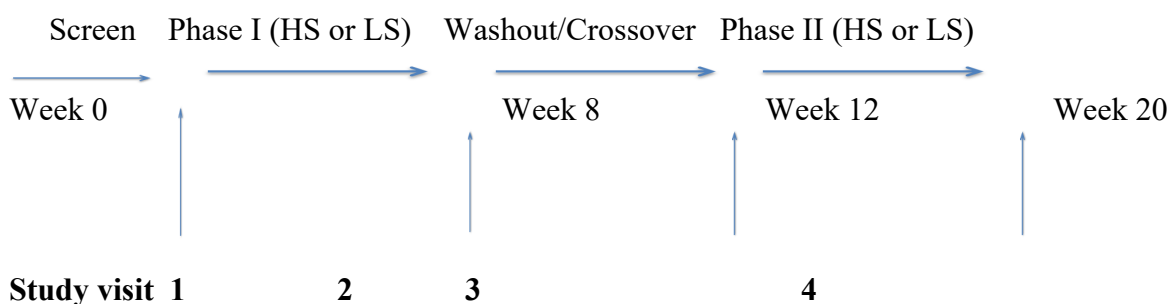 Screen Phase I (HS or LS) Washout/Crossover Phase II (HS or LS)
Week 0 Week 8 Week 12 Week 20
Study visit 1 2 3 4